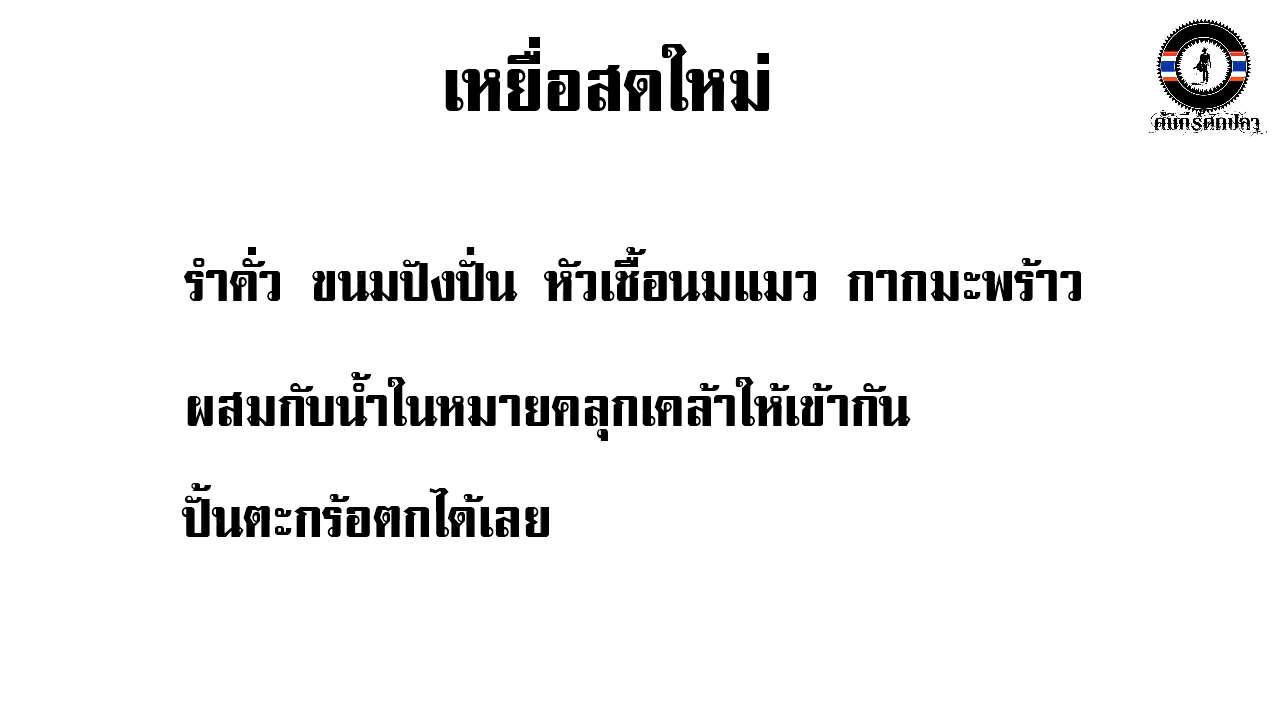 เหยื่อสดใหม่
รำคั่ว ขนมปังปั่น หัวเชื้อนมแมว กากมะพร้าว
ผสมกับน้ำในหมายคลุกเคล้าให้เข้ากัน
ปั้นตะกร้อตกได้เลย